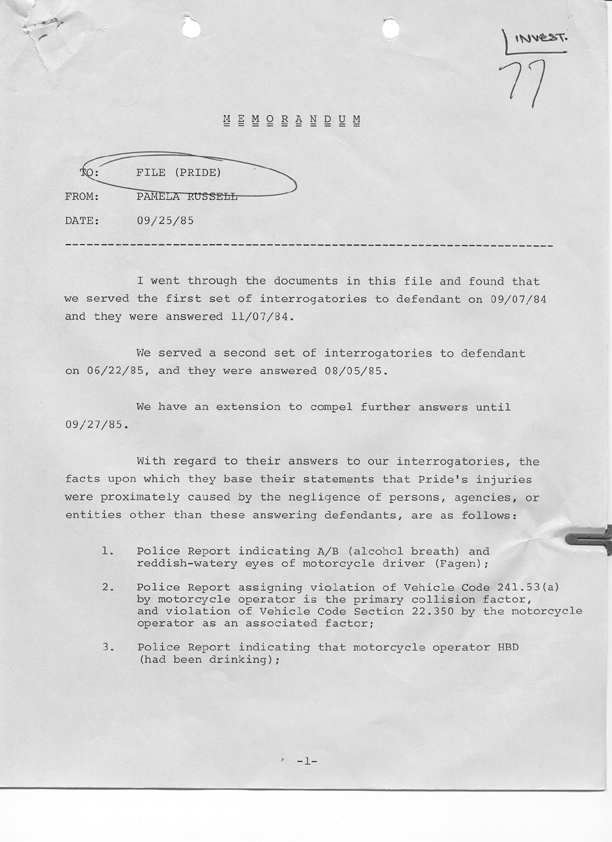 INVEST.
77
MEMORANDUM
TO: FILE (PRIDE)
FROM: PAMELA RUSSELL
DATE: 09/25/85
I went through the documents in this file and found that
we served the first set of interrogatories to defendant on 09/07/84
and they were answered 11/07/84.
We served a second set of interrogatories to defendant
on 06/22/85, and they were answered 08/05/85.
We have an extension to compel further answers until
09/27/85.
With regard to their answers to our interrogatories, the
facts upon which they base their statements that Pride's injuries
were proximately caused by the negligence of persons, agencies, or
entities other than these answering defendants, are as follows:
1. Police Report indicating A/B (alcohol breath) and
reddish-watery eyes of motorcycle driver (Fagen);
2. Police Report assigning violation of Vehicle Code 241.53(a)
by motorcycle operator is the primary collision factor,
and violation of Vehicle Code Section 22.350 by the motorcycle
operator as an associated factor;
3. Police Report indicating that motorcycle operator HBD
(had been drinking);
-1-